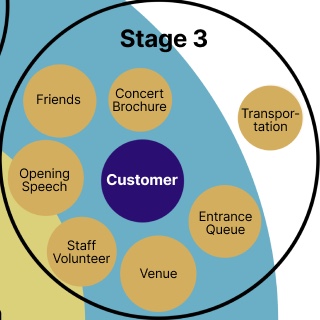 Stage 3
Friends
Concert
Brochure
Transpor-
tation
Opening
Speech
Customer
Entrance
Queue
Staff
Volunteer
Venue